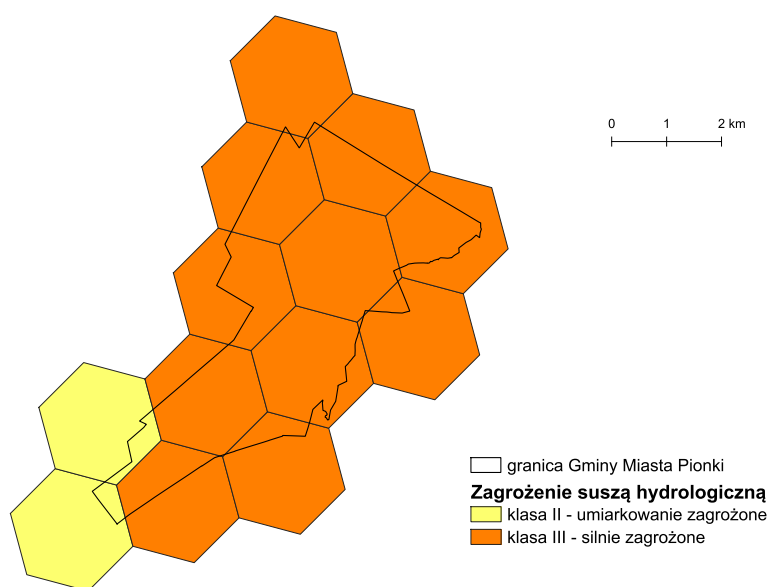 0 1 2 km
granica Gminy Miasta Pionki
Zagrożenie suszą hydrologiczną
klasa II - umiarkowanie zagrożone
klasa III - silnie zagrożone